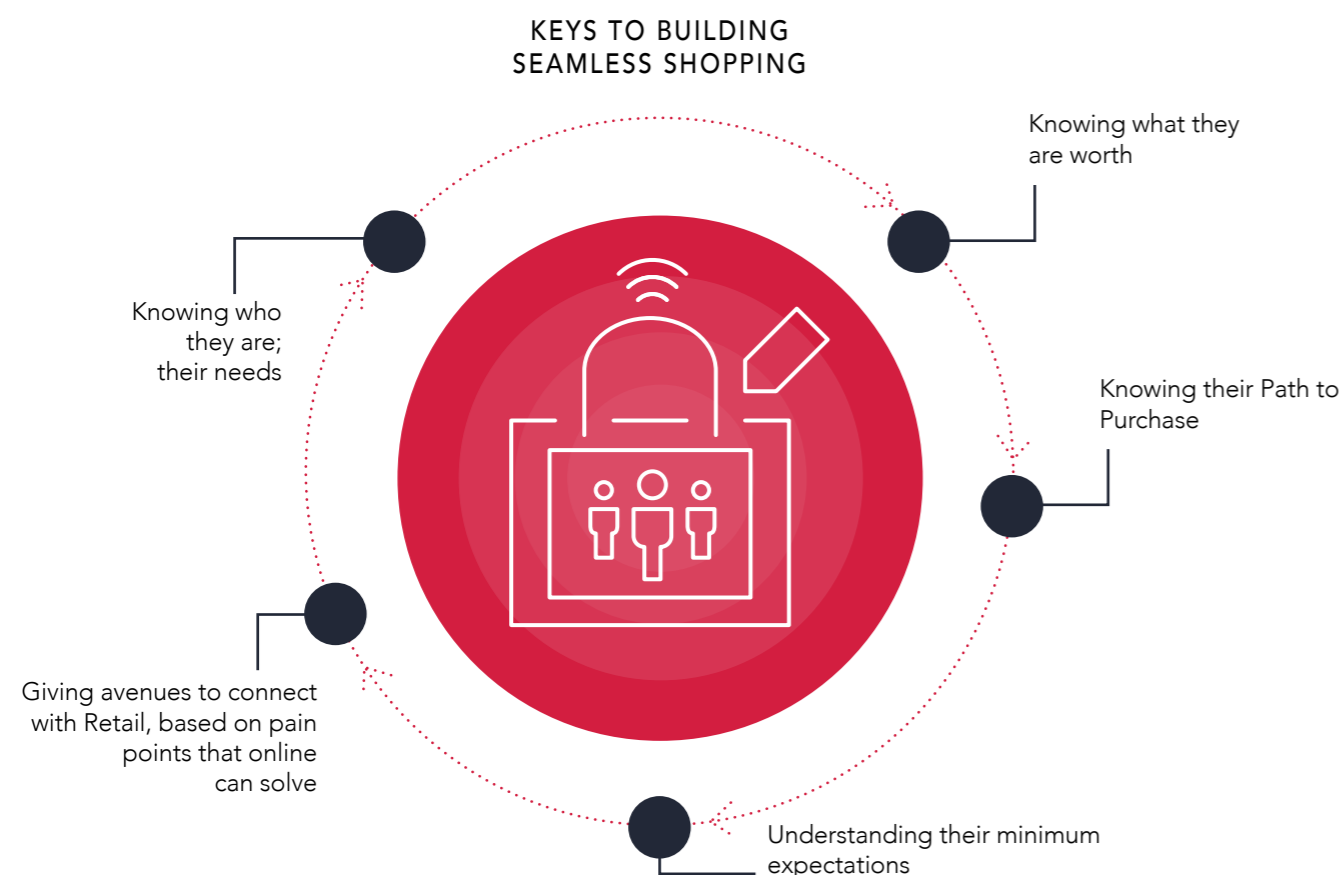 KEYS TO BUILDING
SEAMLESS SHOPPING
Knowing what they
are worth
Knowing who
they are;
their needs
Knowing their Path to
Purchase
Giving avenues to connect
with Retail, based on pain
points that online
can solve
Understanding their minimum
expectations